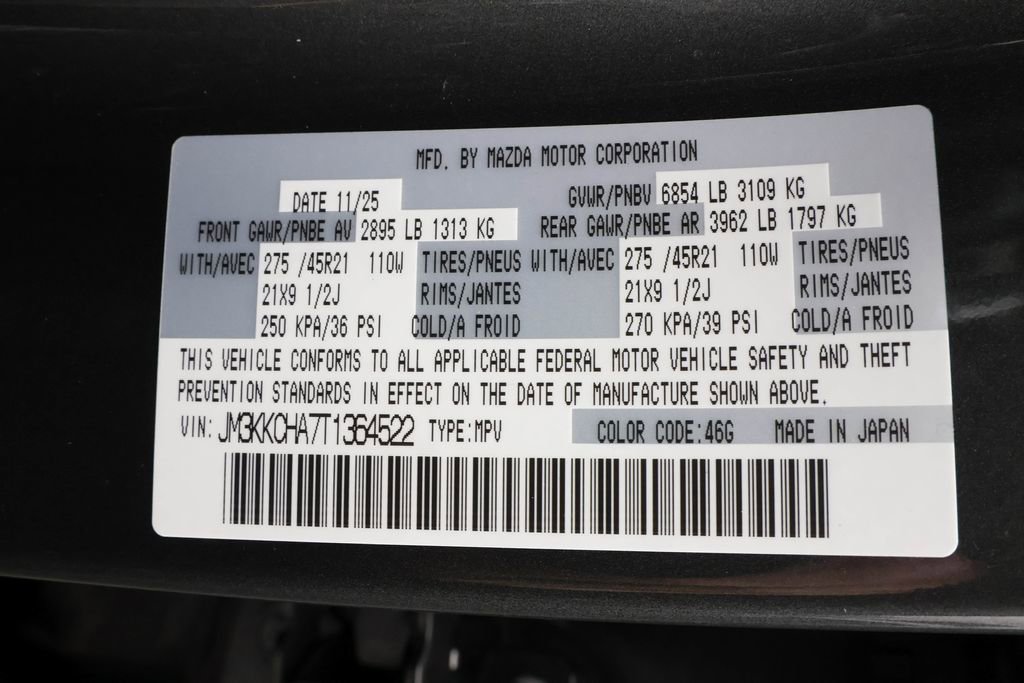 MFD. BY MAZDA MOTOR CORPORATION
DATE 11/25 GVWR/PNBV 6854 LB 3109 KG
FRONT GAWR/PNBE AV 2895 LB 1313 KG REAR GAWR/PNBE AR 3962 LB 1797 KG
WITH/AVEC 275 /45R21 110W TIRES/PNEUS WITH/AVEC 275 /45R21 110W TIRES/PNEUS
21X9 1/2J RIMS/JANTES 21X9 1/2J RIMS/JANTES
250 KPA/36 PSI COLD/A FROID 270 KPA/39 PSI COLD/A FROID
THIS VEHICLE CONFORMS TO ALL APPLICABLE FEDERAL MOTOR VEHICLE SAFETY AND THEFT
PREVENTION STANDARDS IN EFFECT ON THE DATE OF MANUFACTURE SHOWN ABOVE.
VIN: JM3KKCHA7T1364522 TYPE:MPV COLOR CODE:46G MADE IN JAPAN